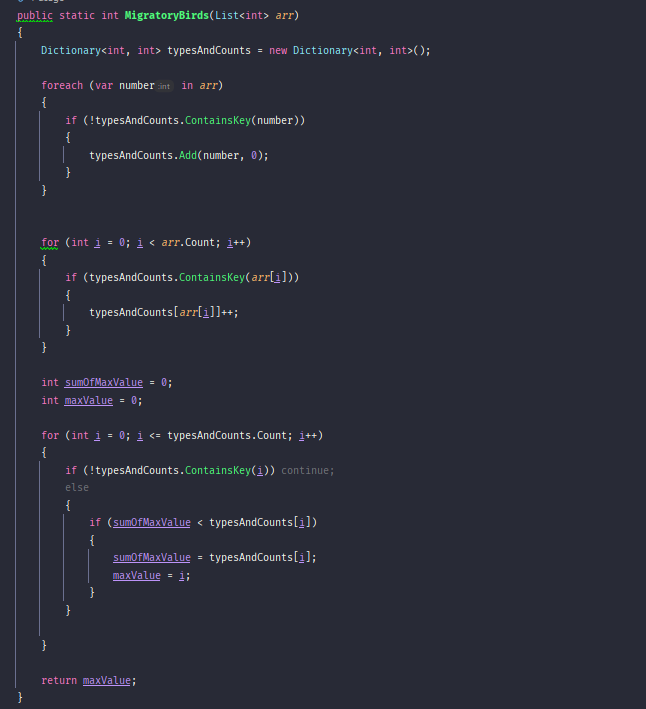 public static int MigratoryBirds(List<int> arr)
{
    Dictionary<int, int> typesAndCounts = new Dictionary<int, int>();

    foreach (var number int in arr)
    {
        if (!typesAndCounts.ContainsKey(number))
        {
            typesAndCounts.Add(number, 0);
        }
    }


    for (int i = 0; i < arr.Count; i++)
    {
        if (typesAndCounts.ContainsKey(arr[i]))
        {
            typesAndCounts[arr[i]]++;
        }
    }

    int sumOfMaxValue = 0;
    int maxValue = 0;

    for (int i = 0; i <= typesAndCounts.Count; i++)
    {
        if (!typesAndCounts.ContainsKey(i)) continue;
        else
        {
            if (sumOfMaxValue < typesAndCounts[i])
            {
                sumOfMaxValue = typesAndCounts[i];
                maxValue = i;
            }
        }

    }

    return maxValue;
}